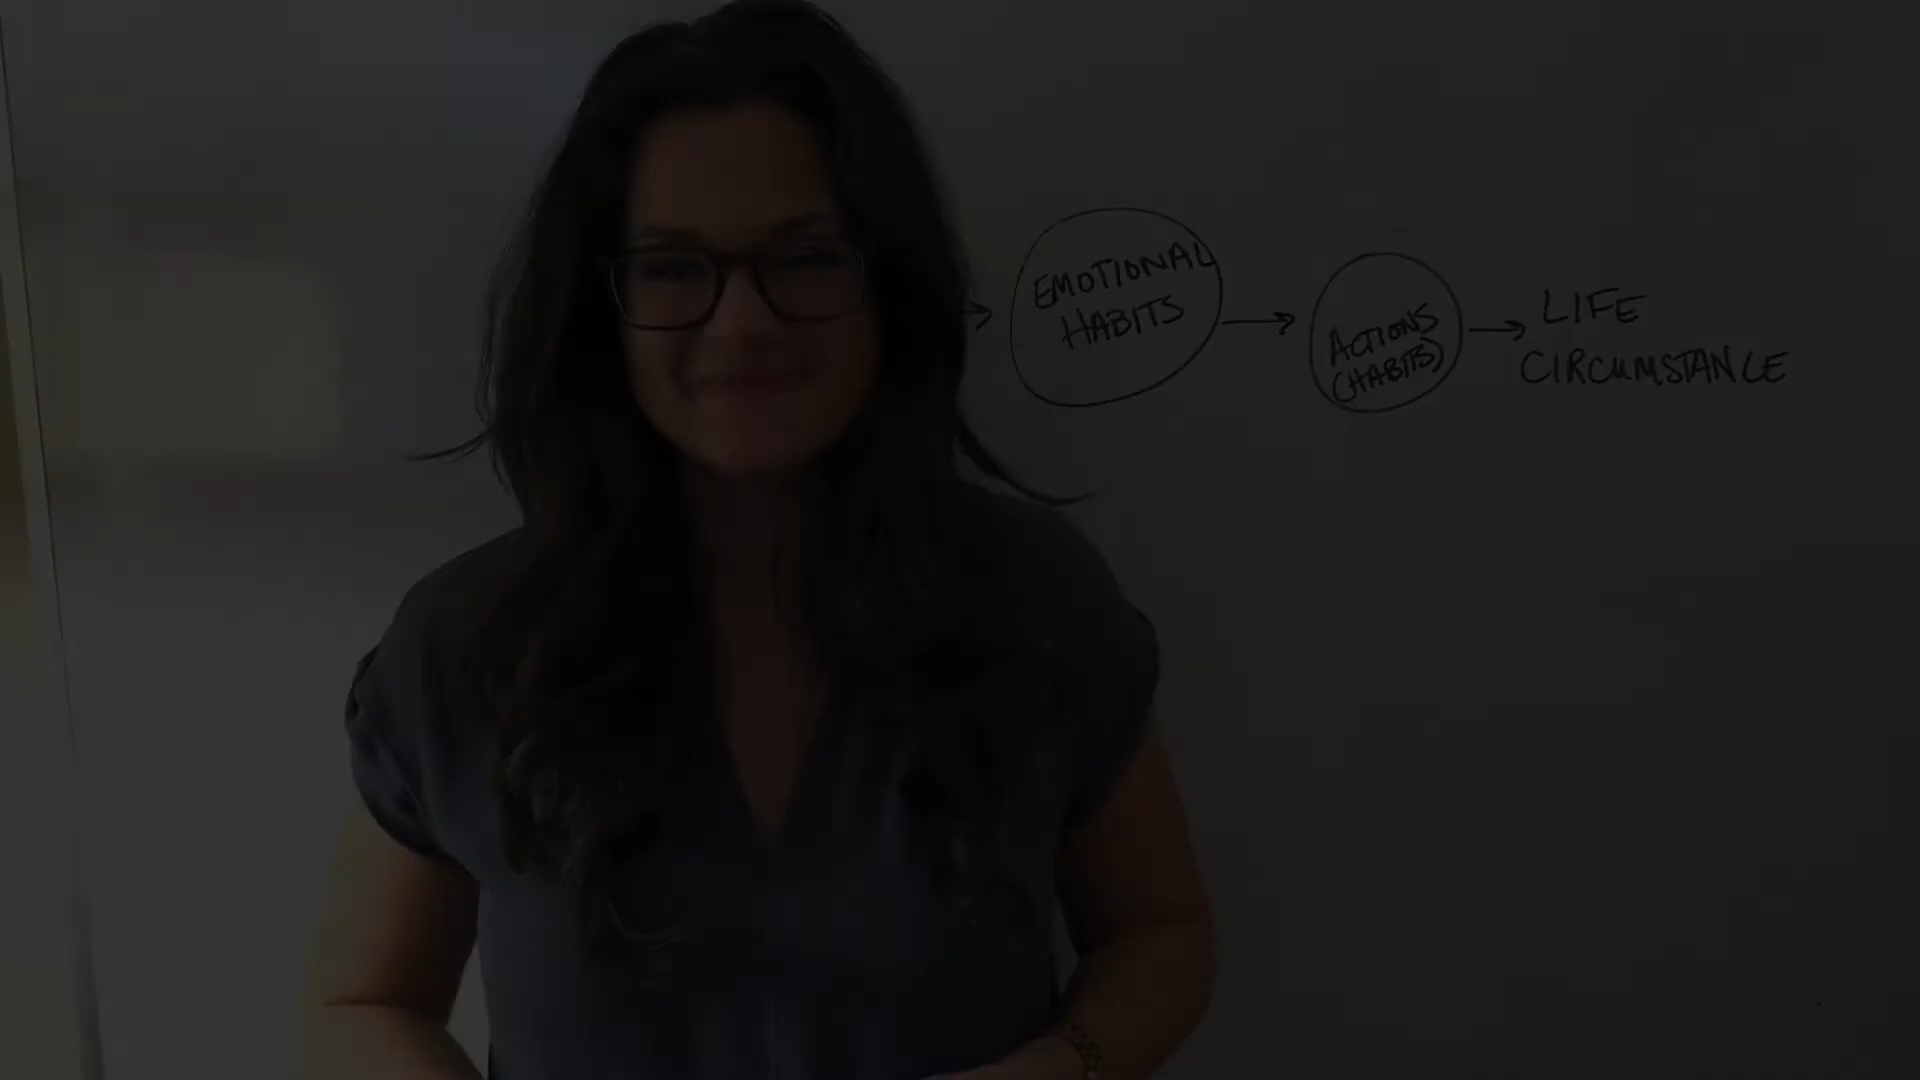 EMOTIONAL
HABITS
ACTIONS
(HABITS)
LIFE
CIRCUMSTANCE